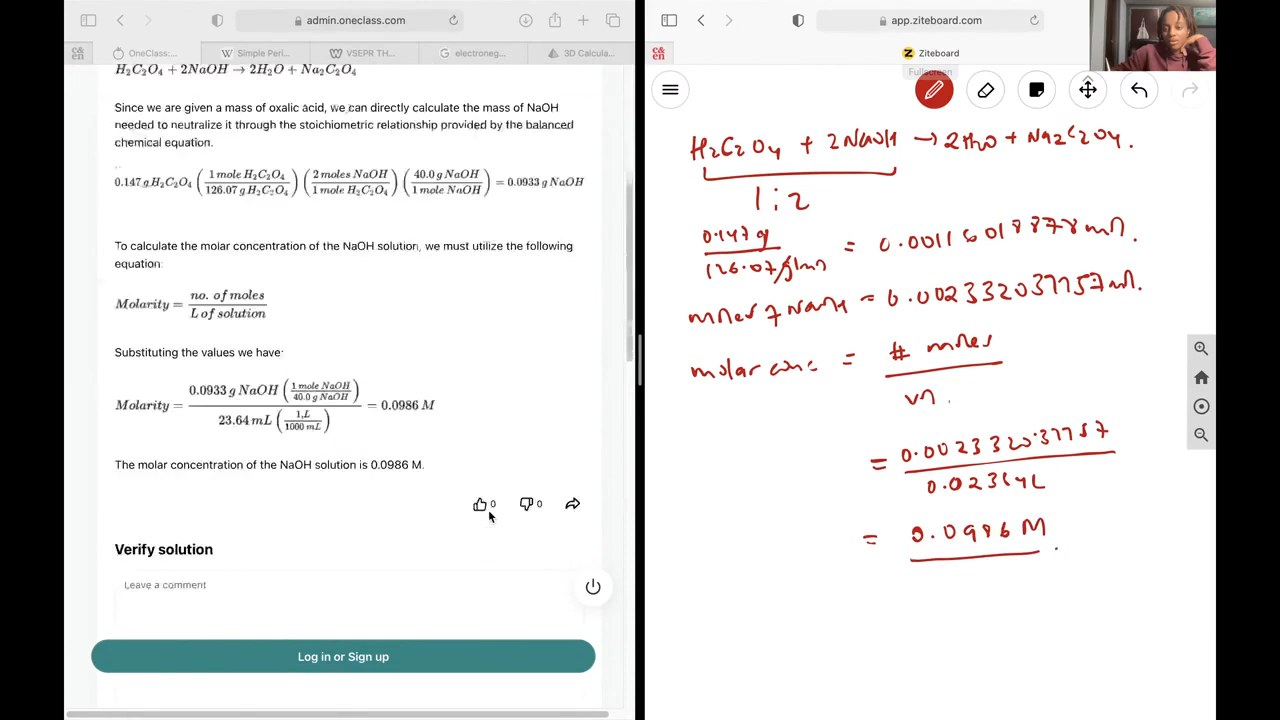 admin.oneclass.com
OneClass:...
Simple Peri...
VSEPR TH...
electroneg...
3D Calcula...
H₂C₂O₄ + 2NaOH → 2H₂O + Na₂C₂O₄
Since we are given a mass of oxalic acid, we can directly calculate the mass of NaOH
needed to neutralize it through the stoichiometric relationship provided by the balanced
chemical equation.
0.147 g H₂C₂O₄ (1 mole H₂C₂O₄ / 126.07 g H₂C₂O₄) (2 moles NaOH / 1 mole H₂C₂O₄) (40.0 g NaOH / 1 mole NaOH) = 0.0933 g NaOH
To calculate the molar concentration of the NaOH solution, we must utilize the following
equation:
Molarity = no. of moles / L of solution
Substituting the values we have:
Molarity = 0.0933 g NaOH (1 mole NaOH / 40.0 g NaOH) / 23.64 mL (1 L / 1000 mL) = 0.0986 M
The molar concentration of the NaOH solution is 0.0986 M.
0 0
Verify solution
Leave a comment
Log in or Sign up
app.ziteboard.com
c&en
Ziteboard
Fullscreen
H₂C₂O₄ + 2NaOH → 2H₂O + Na₂C₂O₄.
1 : 2
0.147 g
126.07 g/mol
= 0.00116018878 mol.
moles of NaOH = 0.00233203775 7 mol.
molar conc = # moles
vol.
= 0.0023320.37757
0.02364L
= 0.0986 M